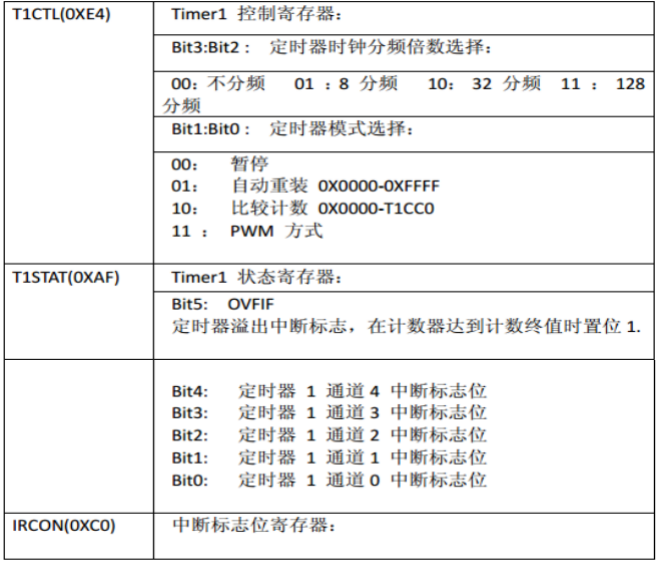 T1CTL(0XE4)
Timer1 控制寄存器：
Bit3:Bit2： 定时器时钟分频倍数选择：
00：不分频 01 ：8 分频 10： 32 分频 11 ： 128
分频
Bit1:Bit0： 定时器模式选择：
00： 暂停
01： 自动重装 0X0000-0XFFFF
10： 比较计数 0X0000-T1CC0
11 ： PWM 方式
T1STAT(0XAF)
Timer1 状态寄存器：
Bit5: OVFIF
定时器溢出中断标志，在计数器达到计数终值时置位 1.
Bit4: 定时器 1 通道 4 中断标志位
Bit3: 定时器 1 通道 3 中断标志位
Bit2: 定时器 1 通道 2 中断标志位
Bit1: 定时器 1 通道 1 中断标志位
Bit0: 定时器 1 通道 0 中断标志位
IRCON(0XC0)
中断标志位寄存器：